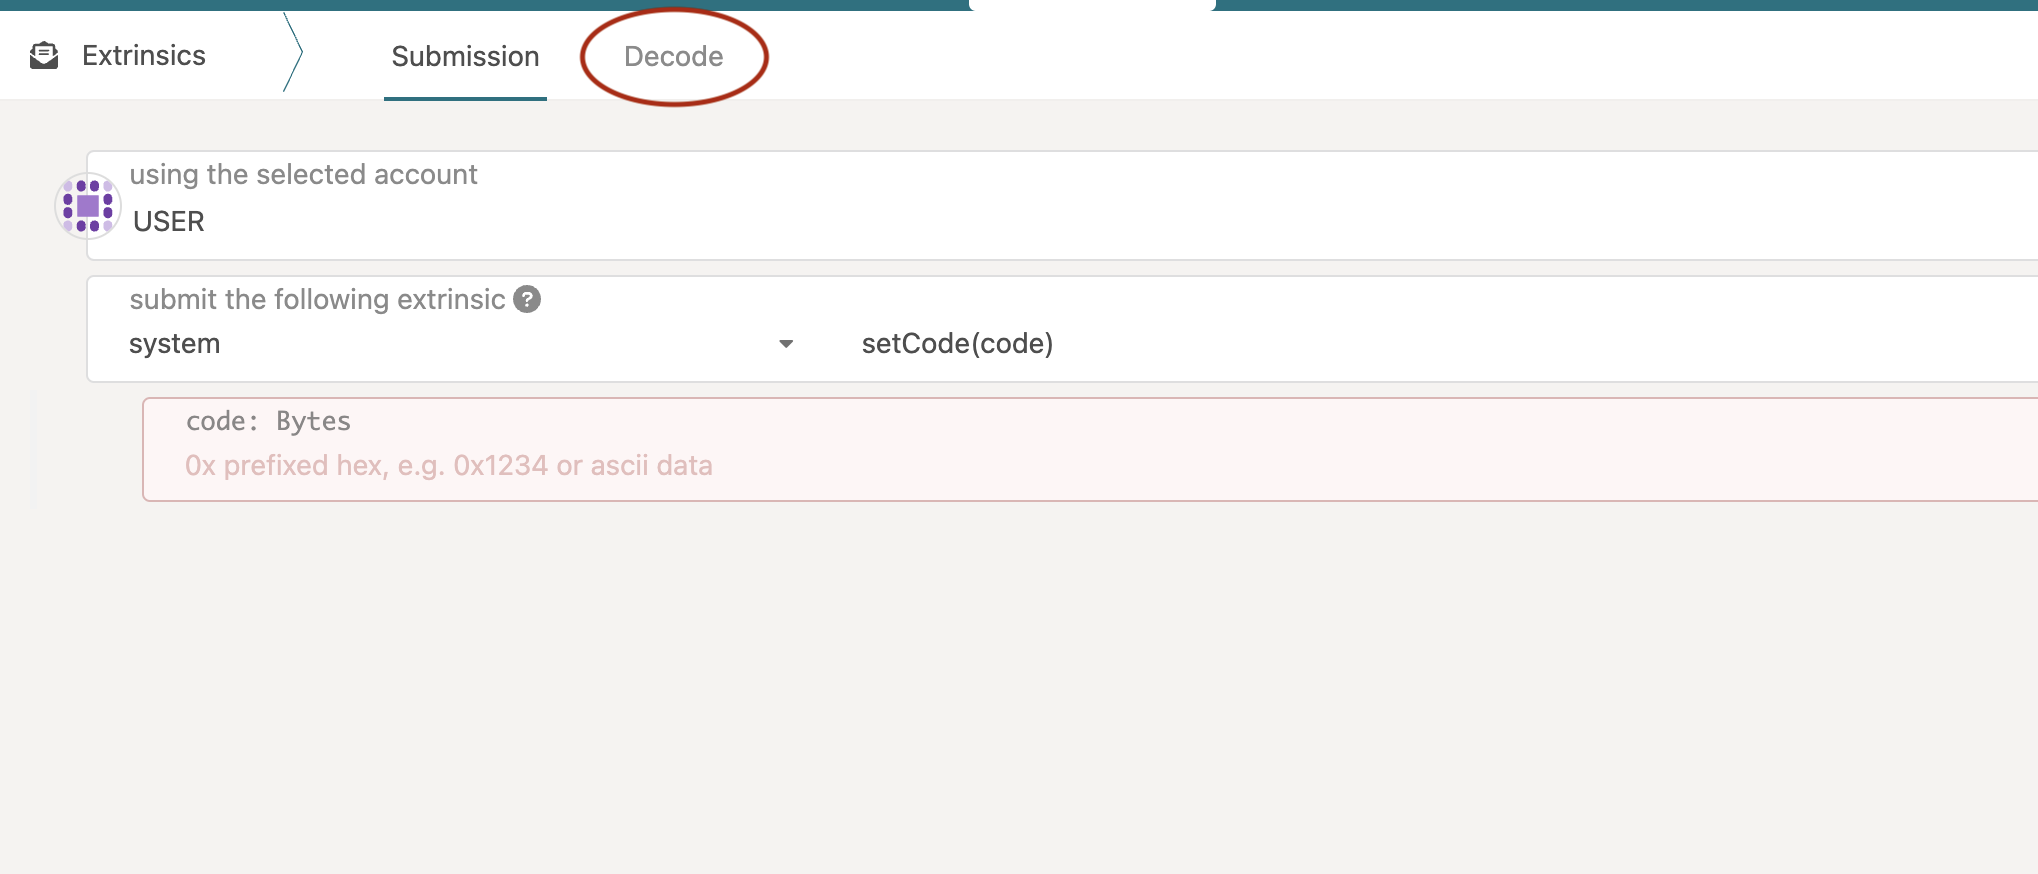 Extrinsics
Submission
Decode
using the selected account
USER
submit the following extrinsic ?
system
setCode(code)
code: Bytes
0x prefixed hex, e.g. 0x1234 or ascii data